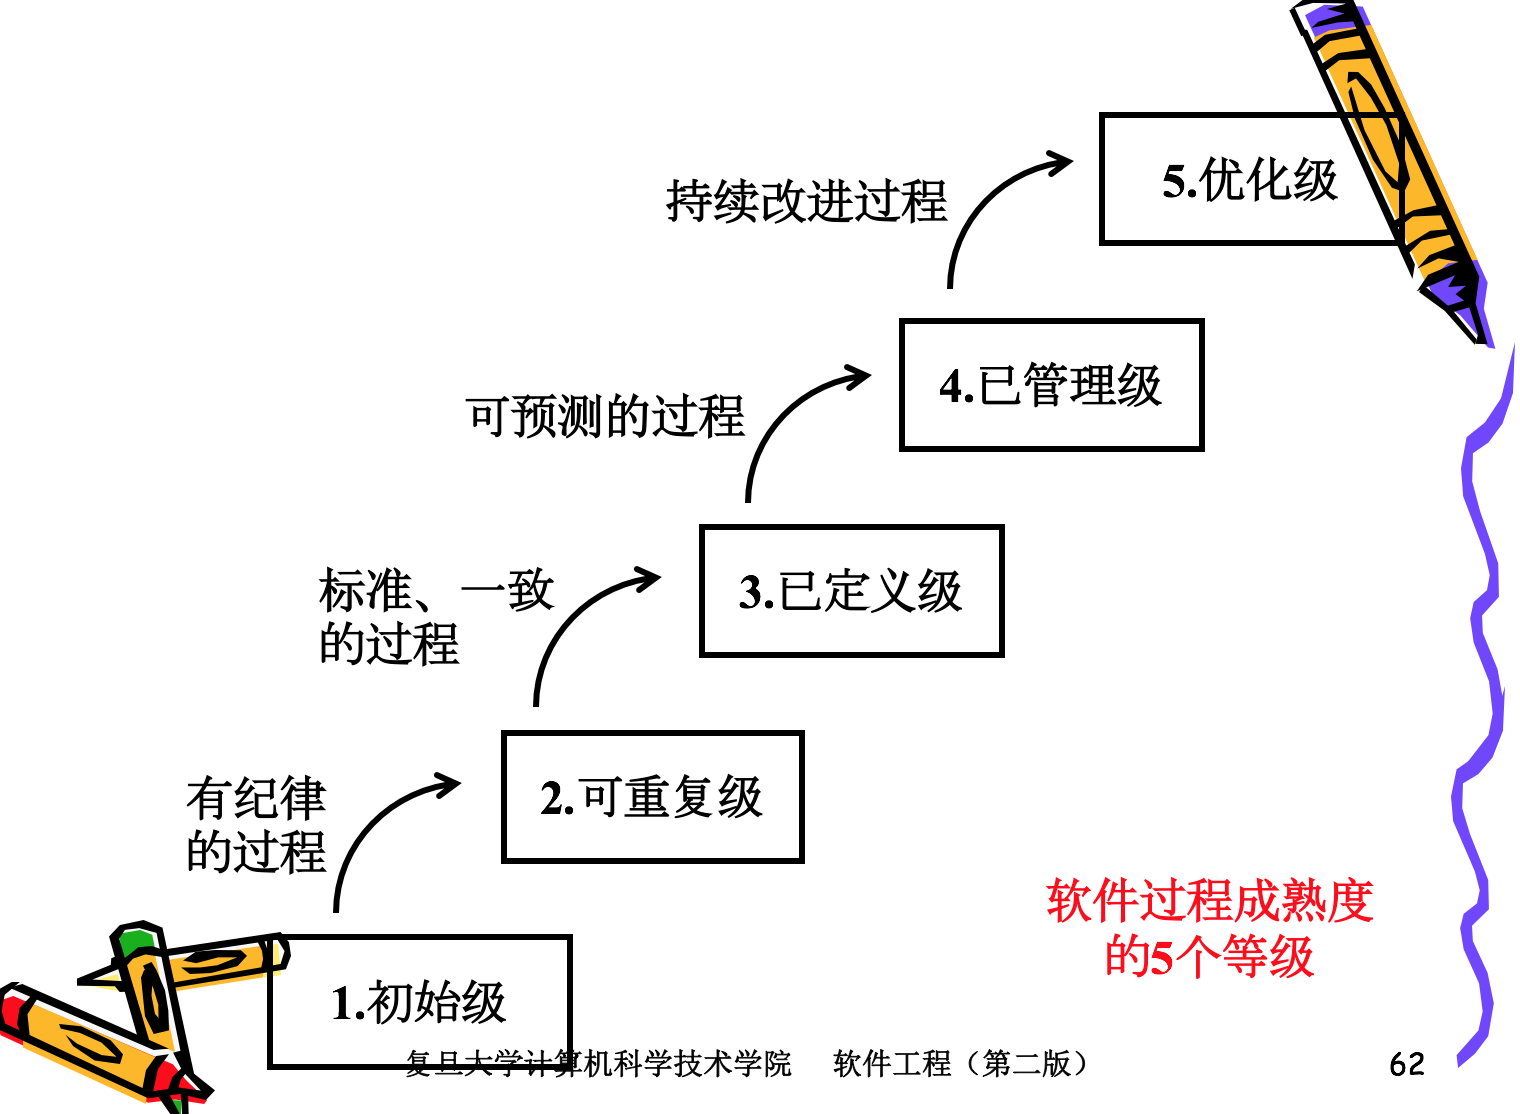 5.优化级
持续改进过程
4.已管理级
可预测的过程
3.已定义级
标准、一致
的过程
2.可重复级
有纪律
的过程
软件过程成熟度
的5个等级
1.初始级
复旦大学计算机科学技术学院 软件工程（第二版） 62